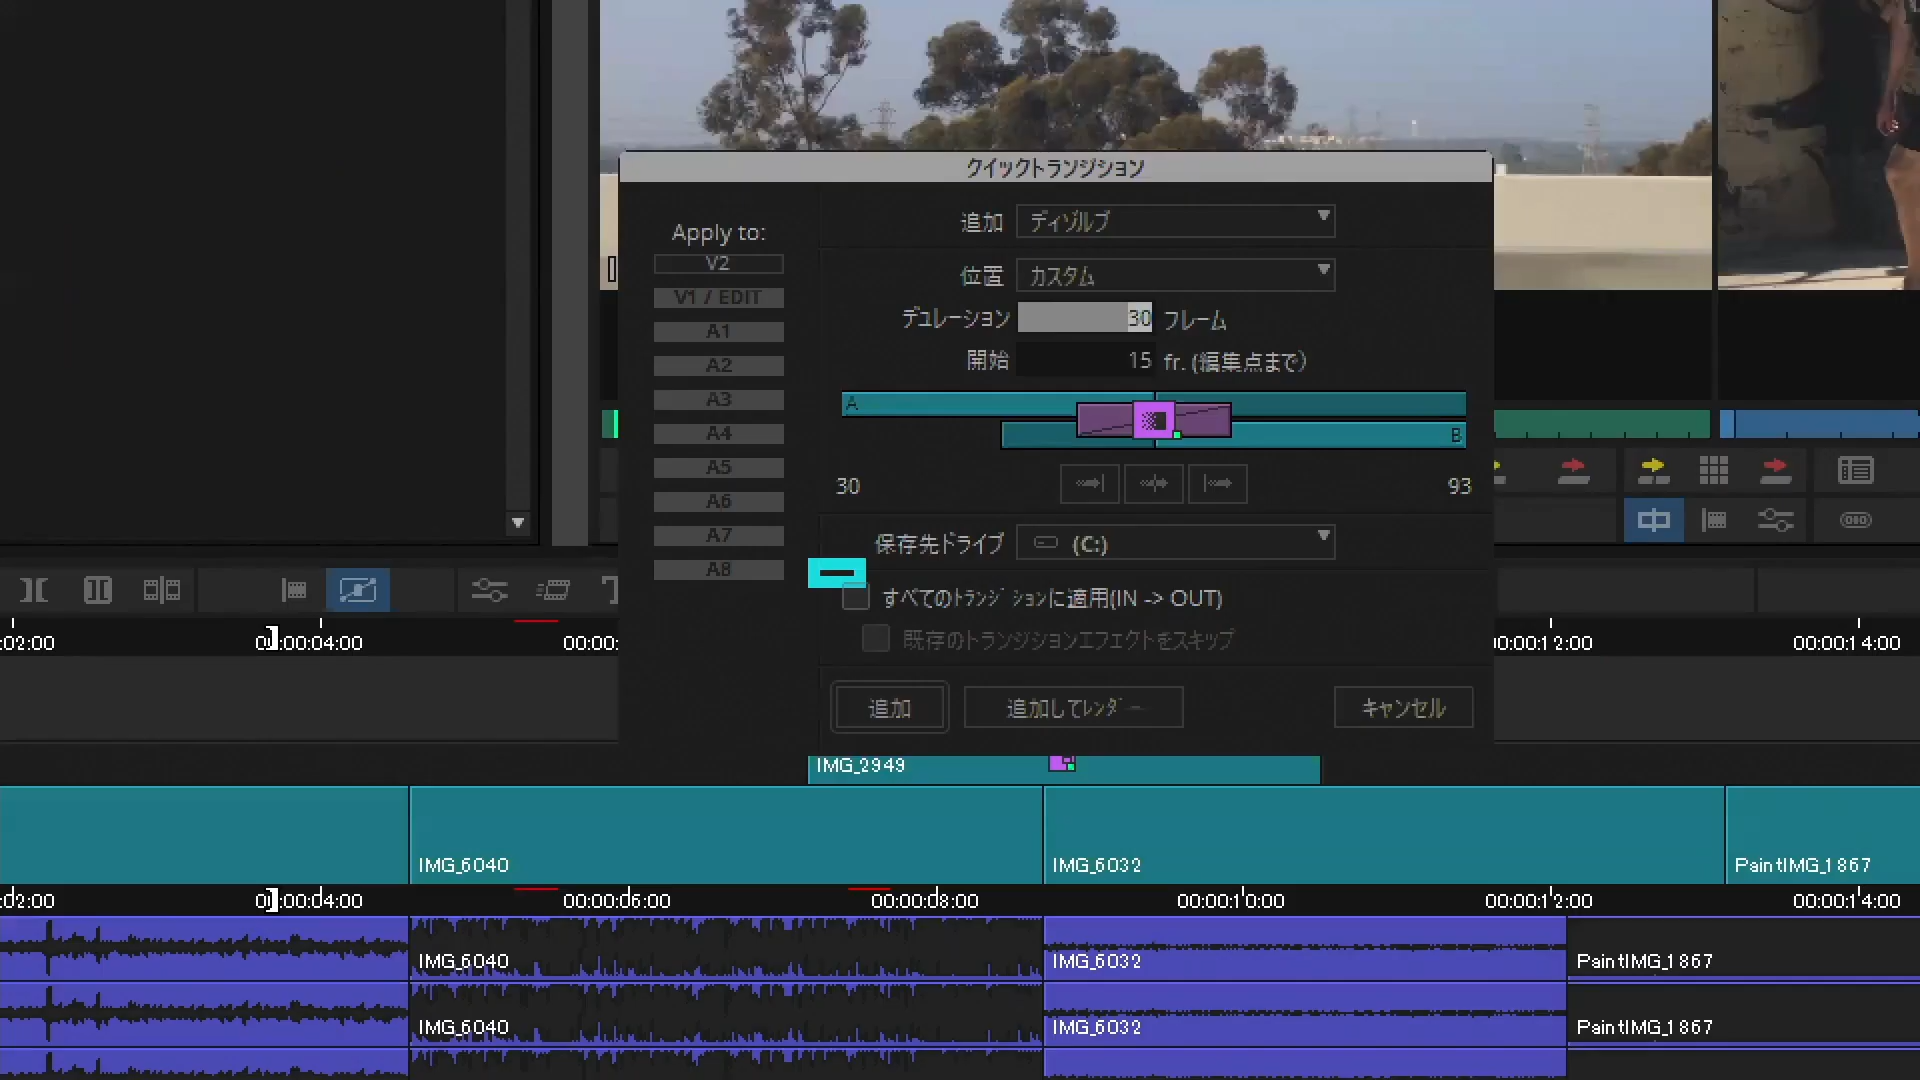 クイックトランジション
Apply to:
V2
V1 / EDIT
A1
A2
A3
A4
A5
A6
A7
A8
追加 ディゾルブ
位置 カスタム
デュレーション 30 フレーム
開始 15 fr. (編集点まで)
A
B
30 93
保存先ドライブ (C:)
すべてのトランジションに適用(IN -> OUT)
既存のトランジションエフェクトをスキップ
追加 追加してレンダー キャンセル
:02:00 00:00:04:00 00:00: 00:00:12:00 00:00:14:00
IMG_2949
IMG_6040 IMG_6032 PaintIMG_1867
:02:00 00:00:04:00 00:00:06:00 00:00:08:00 00:00:10:00 00:00:12:00 00:00:14:00
IMG_6040 IMG_6032 PaintIMG_1867
IMG_6040 IMG_6032 PaintIMG_1867